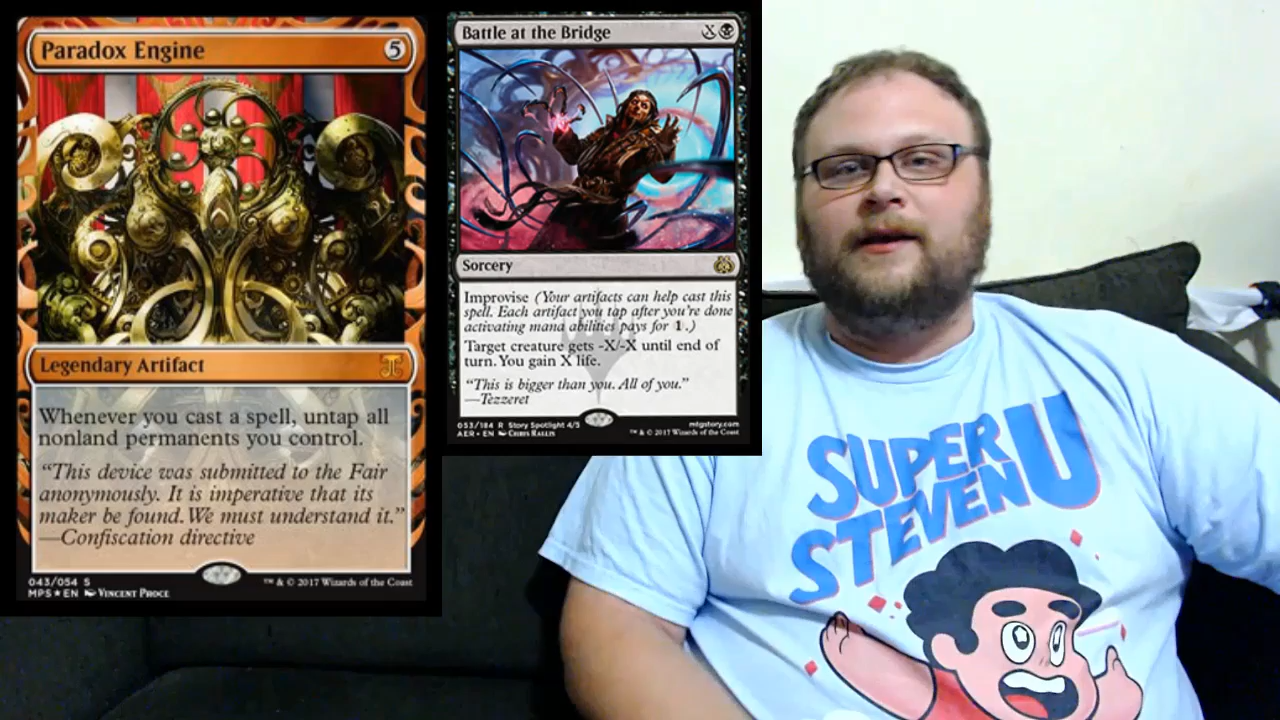 Paradox Engine
5
Legendary Artifact
Whenever you cast a spell, untap all
nonland permanents you control.
“This device was submitted to the Fair
anonymously. It is imperative that its
maker be found. We must understand it.”
—Confiscation directive
043/054 S
MPS★EN VINCENT PROCE
™ & © 2017 Wizards of the Coast
Battle at the Bridge
X
Sorcery
Improvise (Your artifacts can help cast this
spell. Each artifact you tap after you're done
activating mana abilities pays for 1.)
Target creature gets -X/-X until end of
turn. You gain X life.
“This is bigger than you. All of you.”
—Tezzeret
053/184 R Story Spotlight 4/5
AER • EN CHRIS RALLIS
mtgstory.com
™ & © 2017 Wizards of the Coast
SUPER
STEVEN
U